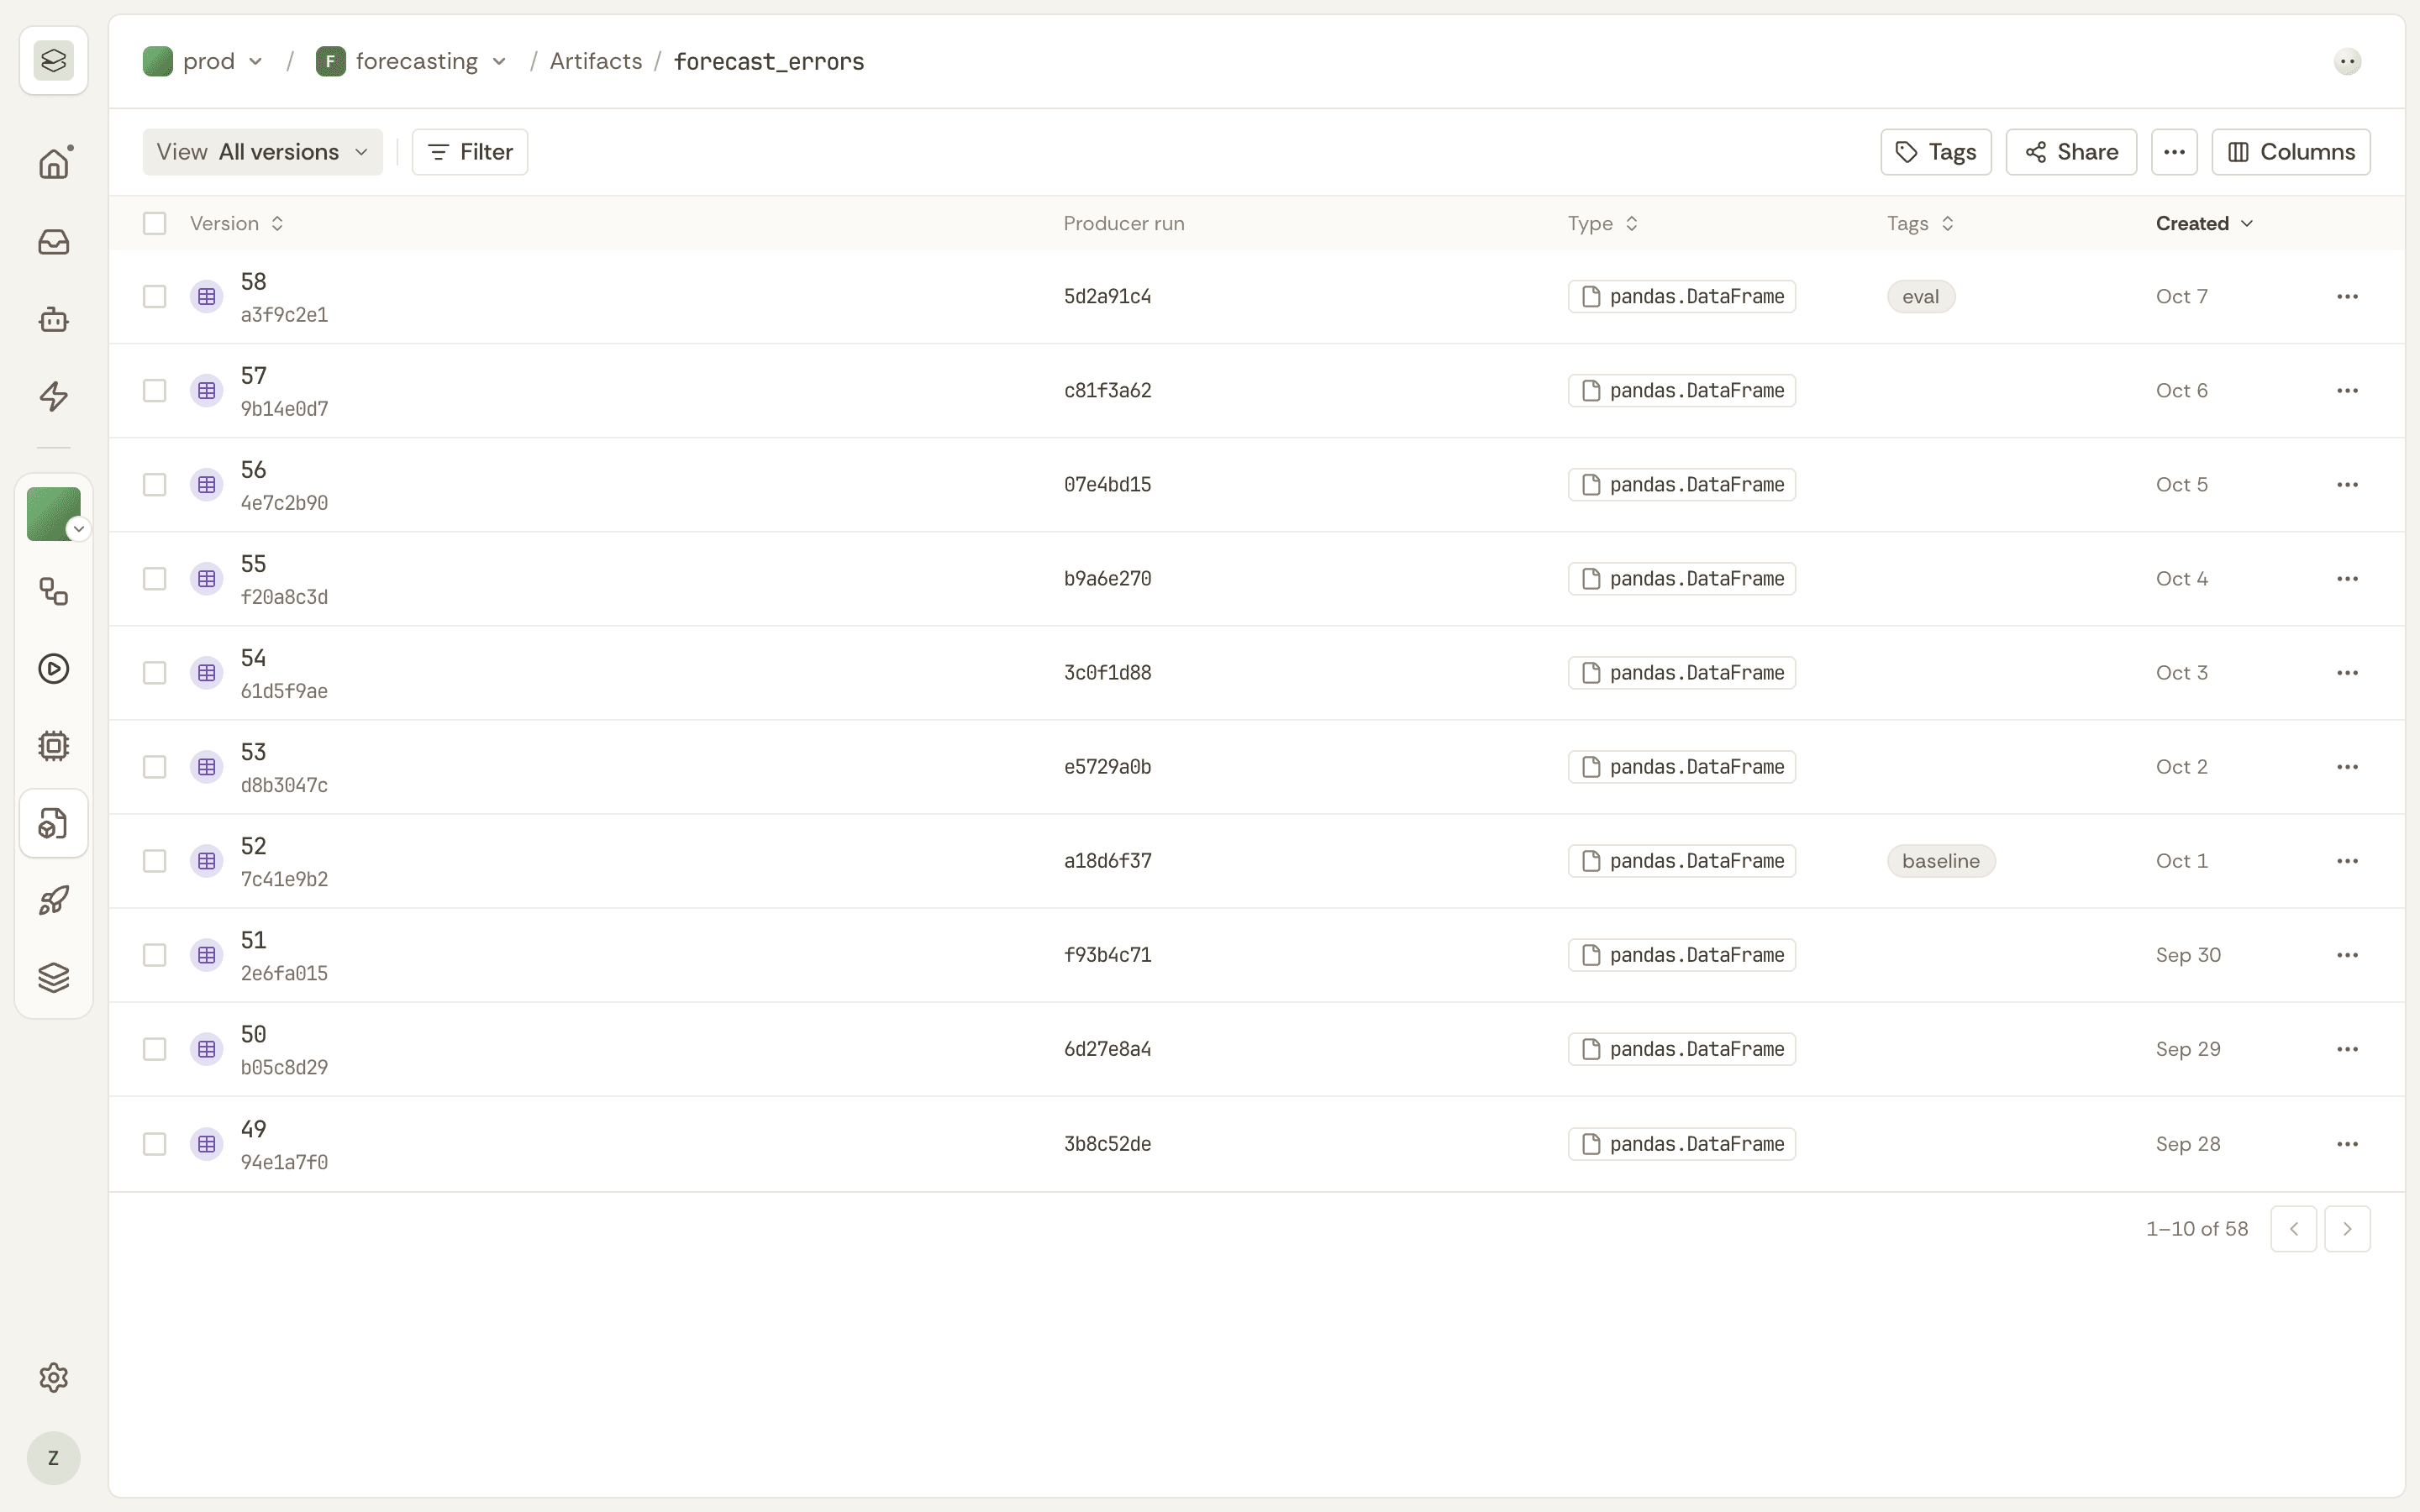 prod / F forecasting / Artifacts / forecast_errors
View All versions Filter Tags Share Columns
Version Producer run Type Tags Created
58
a3f9c2e1 5d2a91c4 pandas.DataFrame eval Oct 7
57
9b14e0d7 c81f3a62 pandas.DataFrame Oct 6
56
4e7c2b90 07e4bd15 pandas.DataFrame Oct 5
55
f20a8c3d b9a6e270 pandas.DataFrame Oct 4
54
61d5f9ae 3c0f1d88 pandas.DataFrame Oct 3
53
d8b3047c e5729a0b pandas.DataFrame Oct 2
52
7c41e9b2 a18d6f37 pandas.DataFrame baseline Oct 1
51
2e6fa015 f93b4c71 pandas.DataFrame Sep 30
50
b05c8d29 6d27e8a4 pandas.DataFrame Sep 29
49
94e1a7f0 3b8c52de pandas.DataFrame Sep 28
1–10 of 58
Z